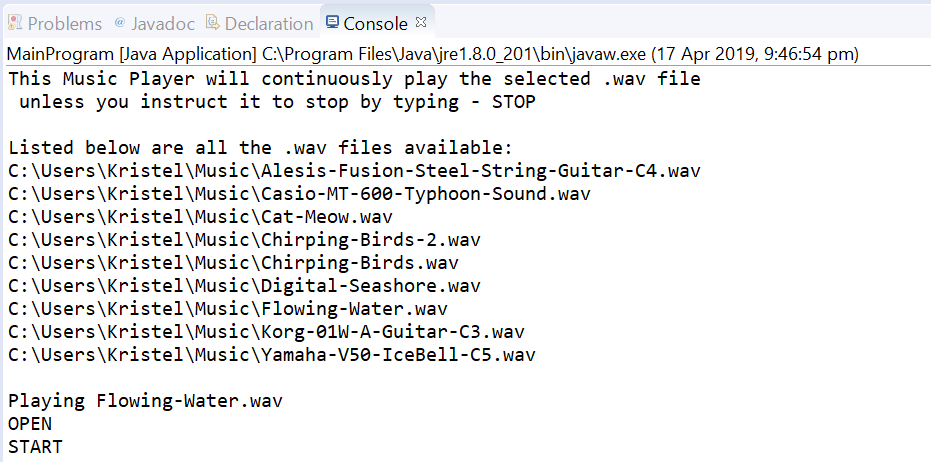 Problems @ Javadoc Declaration Console
MainProgram [Java Application] C:\Program Files\Java\jre1.8.0_201\bin\javaw.exe (17 Apr 2019, 9:46:54 pm)
This Music Player will continuously play the selected .wav file
 unless you instruct it to stop by typing - STOP
Listed below are all the .wav files available:
C:\Users\Kristel\Music\Alesis-Fusion-Steel-String-Guitar-C4.wav
C:\Users\Kristel\Music\Casio-MT-600-Typhoon-Sound.wav
C:\Users\Kristel\Music\Cat-Meow.wav
C:\Users\Kristel\Music\Chirping-Birds-2.wav
C:\Users\Kristel\Music\Chirping-Birds.wav
C:\Users\Kristel\Music\Digital-Seashore.wav
C:\Users\Kristel\Music\Flowing-Water.wav
C:\Users\Kristel\Music\Korg-01W-A-Guitar-C3.wav
C:\Users\Kristel\Music\Yamaha-V50-IceBell-C5.wav
Playing Flowing-Water.wav
OPEN
START